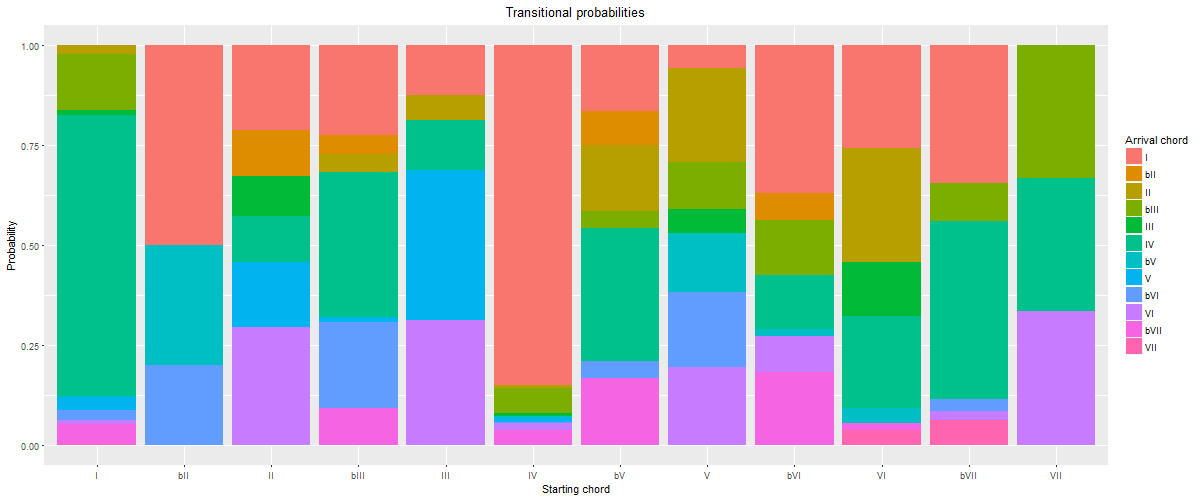 Transitional probabilities
1.00
0.75
0.50
0.25
0.00
Probability
I bII II bIII III IV bV V bVI VI bVII VII
Starting chord
Arrival chord
I
bII
II
bIII
III
IV
bV
V
bVI
VI
bVII
VII